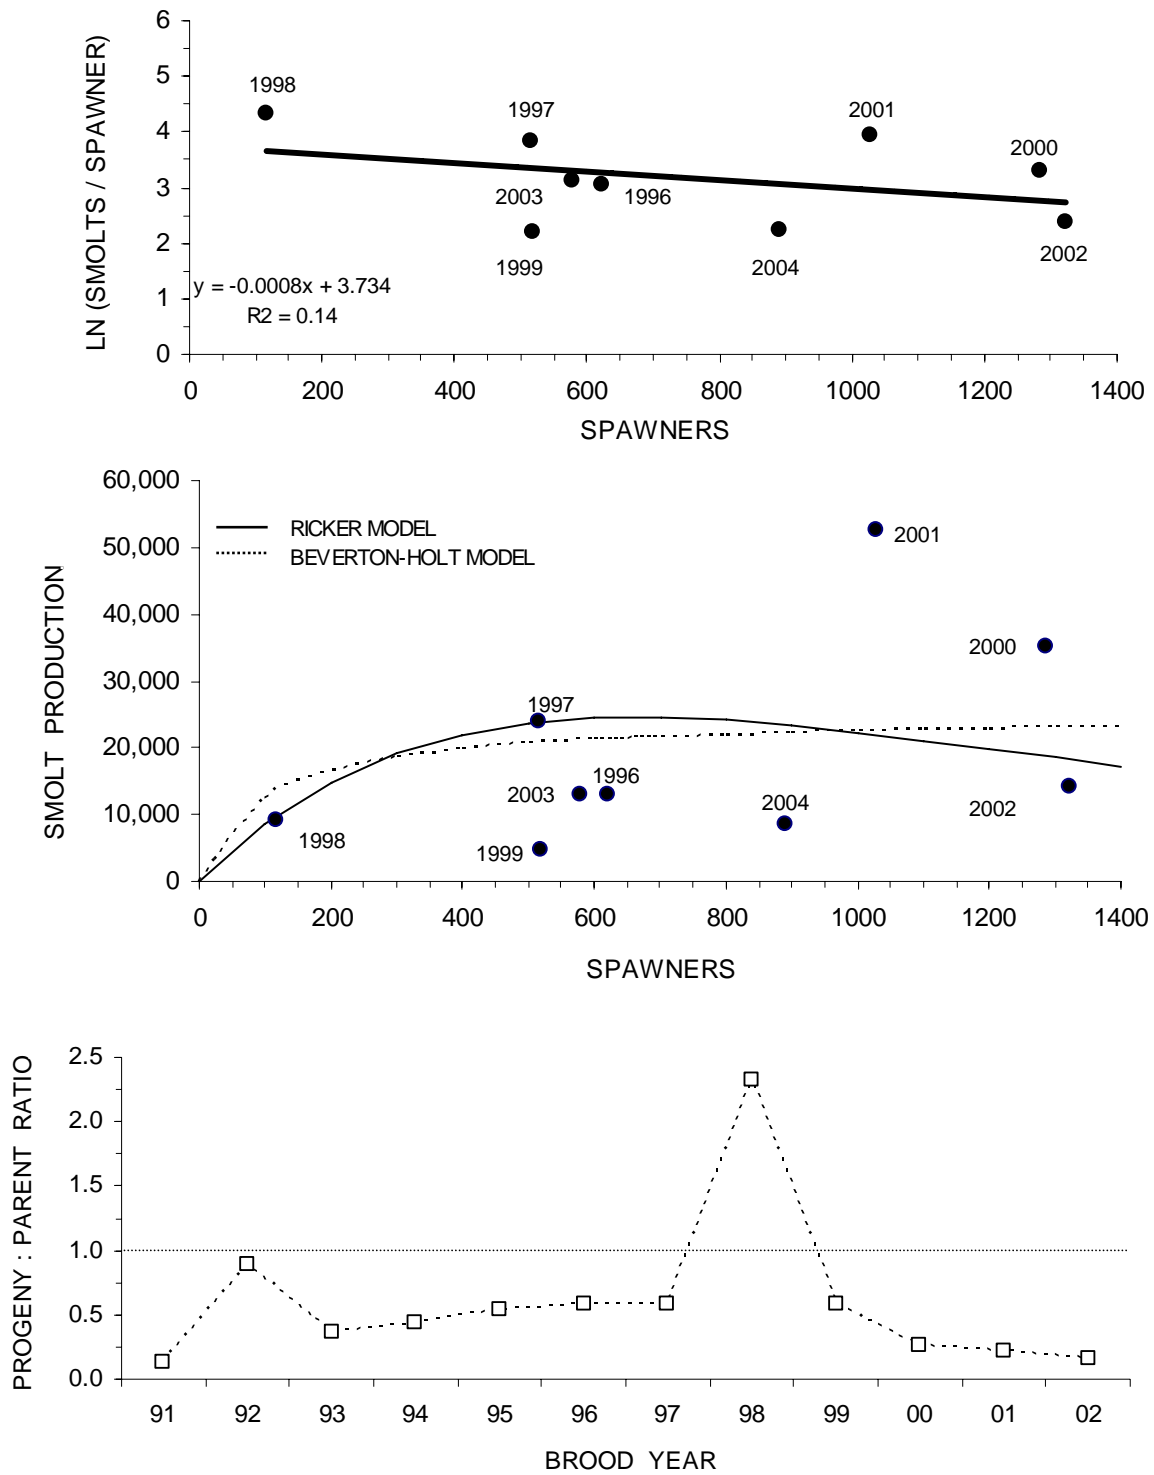 6
5
4
3
2
1
0
LN (SMOLTS / SPAWNER)
1998
1997
2001
2000
2003
1996
1999
2004
2002
y = -0.0008x + 3.734
R2 = 0.14
0 200 400 600 800 1000 1200 1400
SPAWNERS
60,000
50,000
40,000
30,000
20,000
10,000
0
SMOLT PRODUCTION
RICKER MODEL
BEVERTON-HOLT MODEL
2001
2000
1997
1996
2003
2004
2002
1998
1999
0 200 400 600 800 1000 1200 1400
SPAWNERS
2.5
2.0
1.5
1.0
0.5
0.0
PROGENY : PARENT RATIO
91 92 93 94 95 96 97 98 99 00 01 02
BROOD YEAR